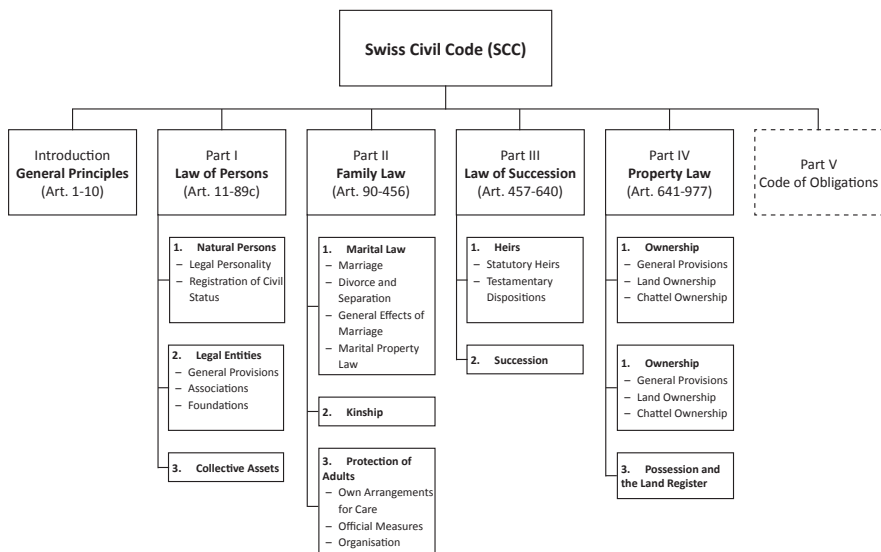 Swiss Civil Code (SCC)
Introduction
General Principles
(Art. 1-10)
Part I
Law of Persons
(Art. 11-89c)
Part II
Family Law
(Art. 90-456)
Part III
Law of Succession
(Art. 457-640)
Part IV
Property Law
(Art. 641-977)
Part V
Code of Obligations
1. Natural Persons
– Legal Personality
– Registration of Civil
Status
2. Legal Entities
– General Provisions
– Associations
– Foundations
3. Collective Assets
1. Marital Law
– Marriage
– Divorce and
Separation
– General Effects of
Marriage
– Marital Property
Law
2. Kinship
3. Protection of
Adults
– Own Arrangements
for Care
– Official Measures
– Organisation
1. Heirs
– Statutory Heirs
– Testamentary
Dispositions
2. Succession
1. Ownership
– General Provisions
– Land Ownership
– Chattel Ownership
1. Ownership
– General Provisions
– Land Ownership
– Chattel Ownership
3. Possession and
the Land Register